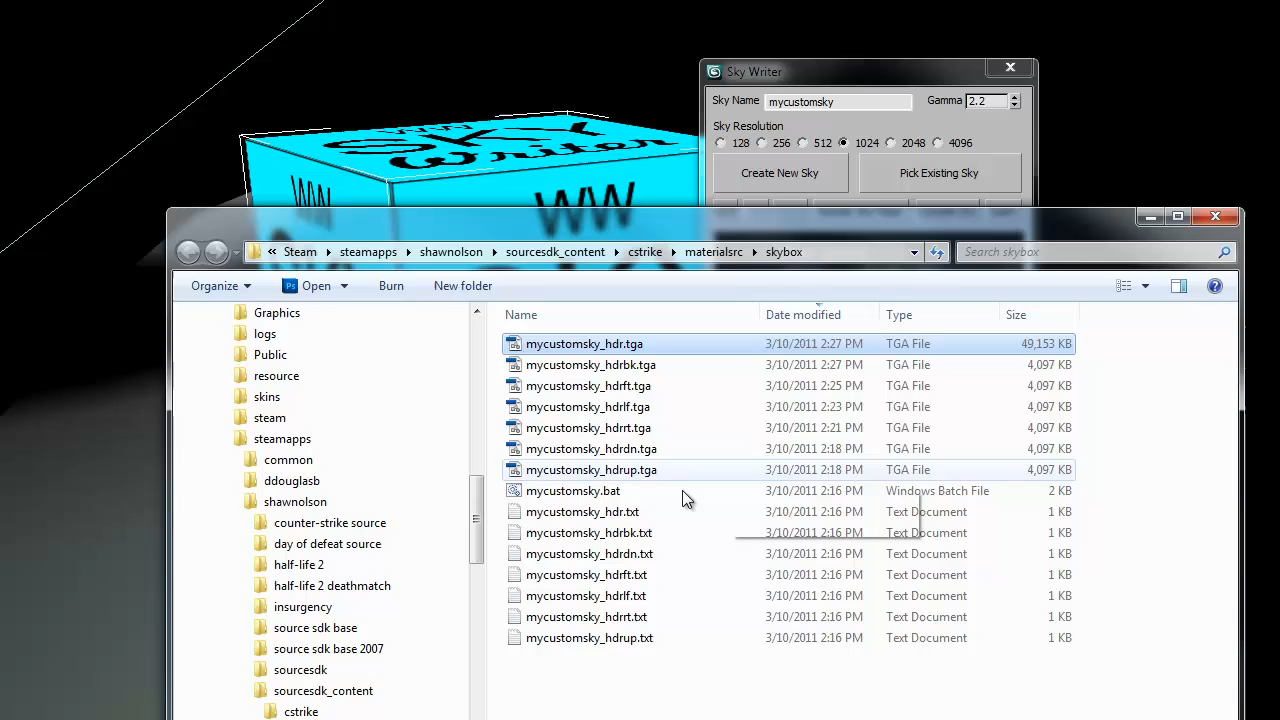 Sky Writer
Sky Name mycustomsky Gamma 2.2
Sky Resolution
128 256 512 1024 2048 4096
Create New Sky Pick Existing Sky
WW
Sky
Writer
WW
WW
« Steam steamapps shawnolson sourcesdk_content cstrike materialsrc skybox Search skybox
Organize Ps Open Burn New folder
Graphics
logs
Public
resource
skins
steam
steamapps
common
ddouglasb
shawnolson
counter-strike source
day of defeat source
half-life 2
half-life 2 deathmatch
insurgency
source sdk base
source sdk base 2007
sourcesdk
sourcesdk_content
cstrike
Name Date modified Type Size
mycustomsky_hdr.tga 3/10/2011 2:27 PM TGA File 49,153 KB
mycustomsky_hdrbk.tga 3/10/2011 2:27 PM TGA File 4,097 KB
mycustomsky_hdrft.tga 3/10/2011 2:25 PM TGA File 4,097 KB
mycustomsky_hdrlf.tga 3/10/2011 2:23 PM TGA File 4,097 KB
mycustomsky_hdrrt.tga 3/10/2011 2:21 PM TGA File 4,097 KB
mycustomsky_hdrdn.tga 3/10/2011 2:18 PM TGA File 4,097 KB
mycustomsky_hdrup.tga 3/10/2011 2:18 PM TGA File 4,097 KB
mycustomsky.bat 3/10/2011 2:16 PM Windows Batch File 2 KB
mycustomsky_hdr.txt 3/10/2011 2:16 PM Text Document 1 KB
mycustomsky_hdrbk.txt 3/10/2011 2:16 PM Text Document 1 KB
mycustomsky_hdrdn.txt 3/10/2011 2:16 PM Text Document 1 KB
mycustomsky_hdrft.txt 3/10/2011 2:16 PM Text Document 1 KB
mycustomsky_hdrlf.txt 3/10/2011 2:16 PM Text Document 1 KB
mycustomsky_hdrrt.txt 3/10/2011 2:16 PM Text Document 1 KB
mycustomsky_hdrup.txt 3/10/2011 2:16 PM Text Document 1 KB